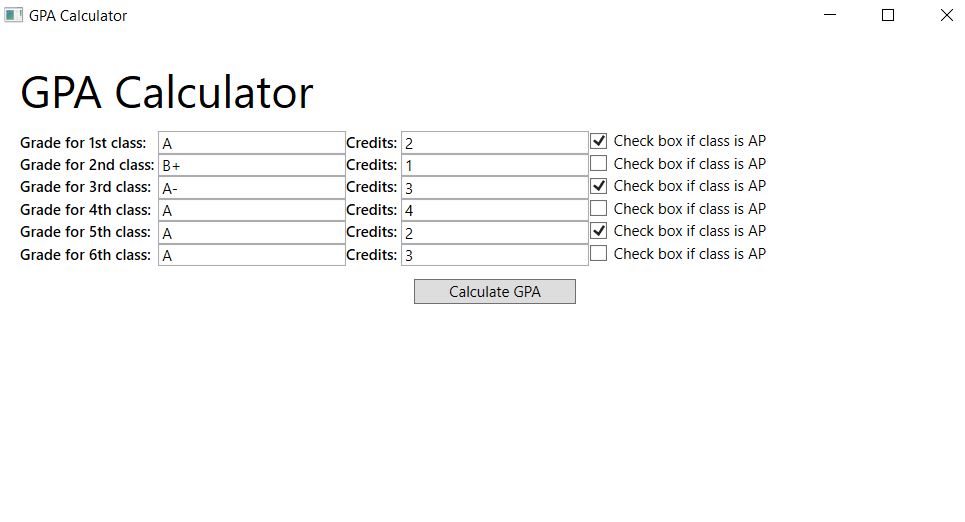 GPA Calculator
GPA Calculator
Grade for 1st class: A Credits: 2 Check box if class is AP
Grade for 2nd class: B+ Credits: 1 Check box if class is AP
Grade for 3rd class: A- Credits: 3 Check box if class is AP
Grade for 4th class: A Credits: 4 Check box if class is AP
Grade for 5th class: A Credits: 2 Check box if class is AP
Grade for 6th class: A Credits: 3 Check box if class is AP
Calculate GPA